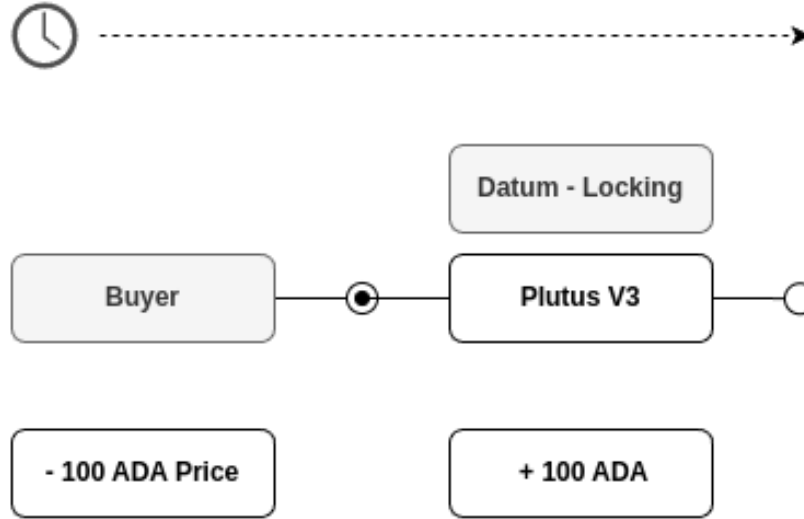 Datum - Locking
Buyer
Plutus V3
- 100 ADA Price
+ 100 ADA